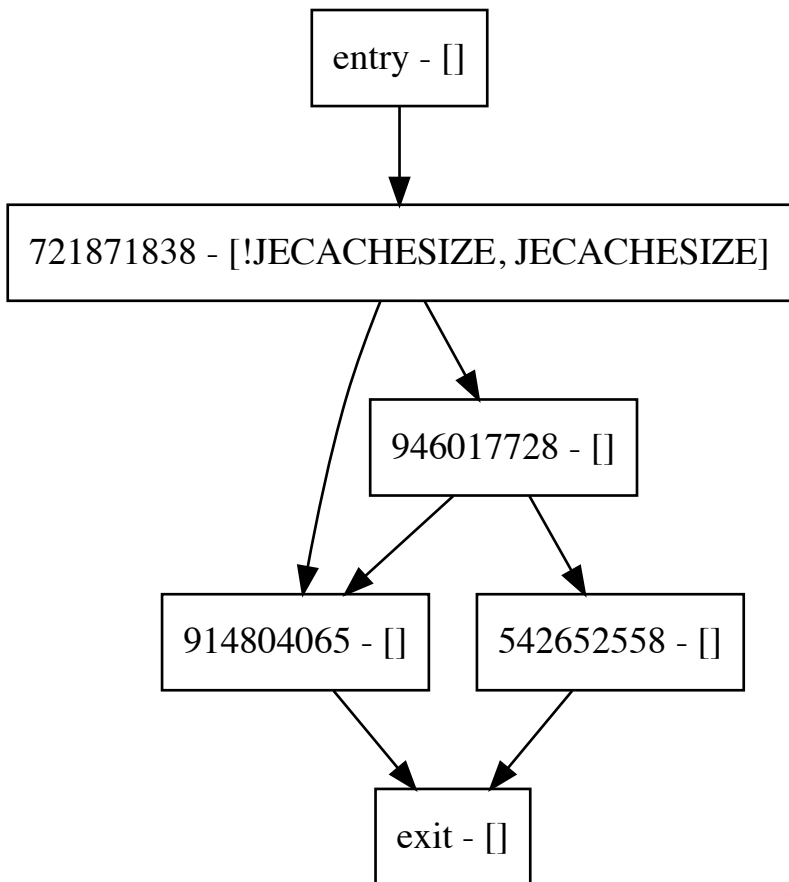 entry - []
721871838 - [!JECACHESIZE, JECACHESIZE]
946017728 - []
914804065 - []
542652558 - []
exit - []